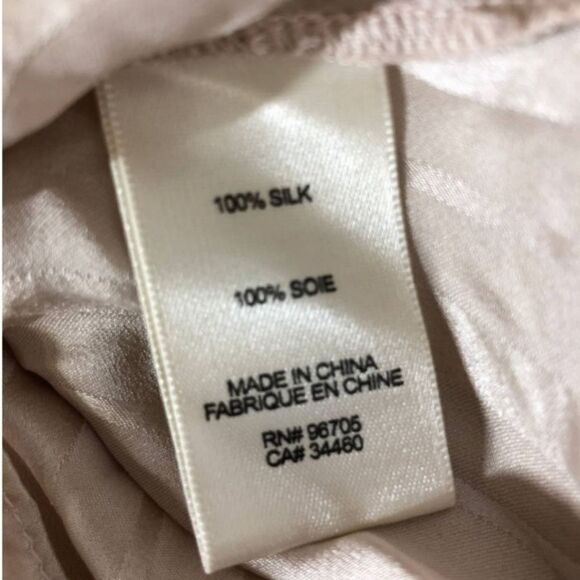 100% SILK
100% SOIE
MADE IN CHINA
FABRIQUE EN CHINE
RN# 96705
CA# 34460